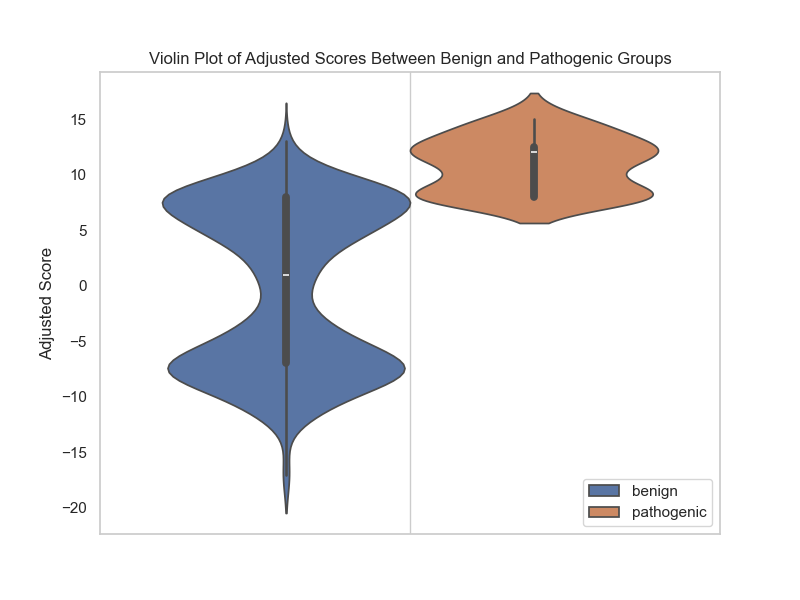 Violin Plot of Adjusted Scores Between Benign and Pathogenic Groups
Adjusted Score
15
10
5
0
−5
−10
−15
−20
benign
pathogenic